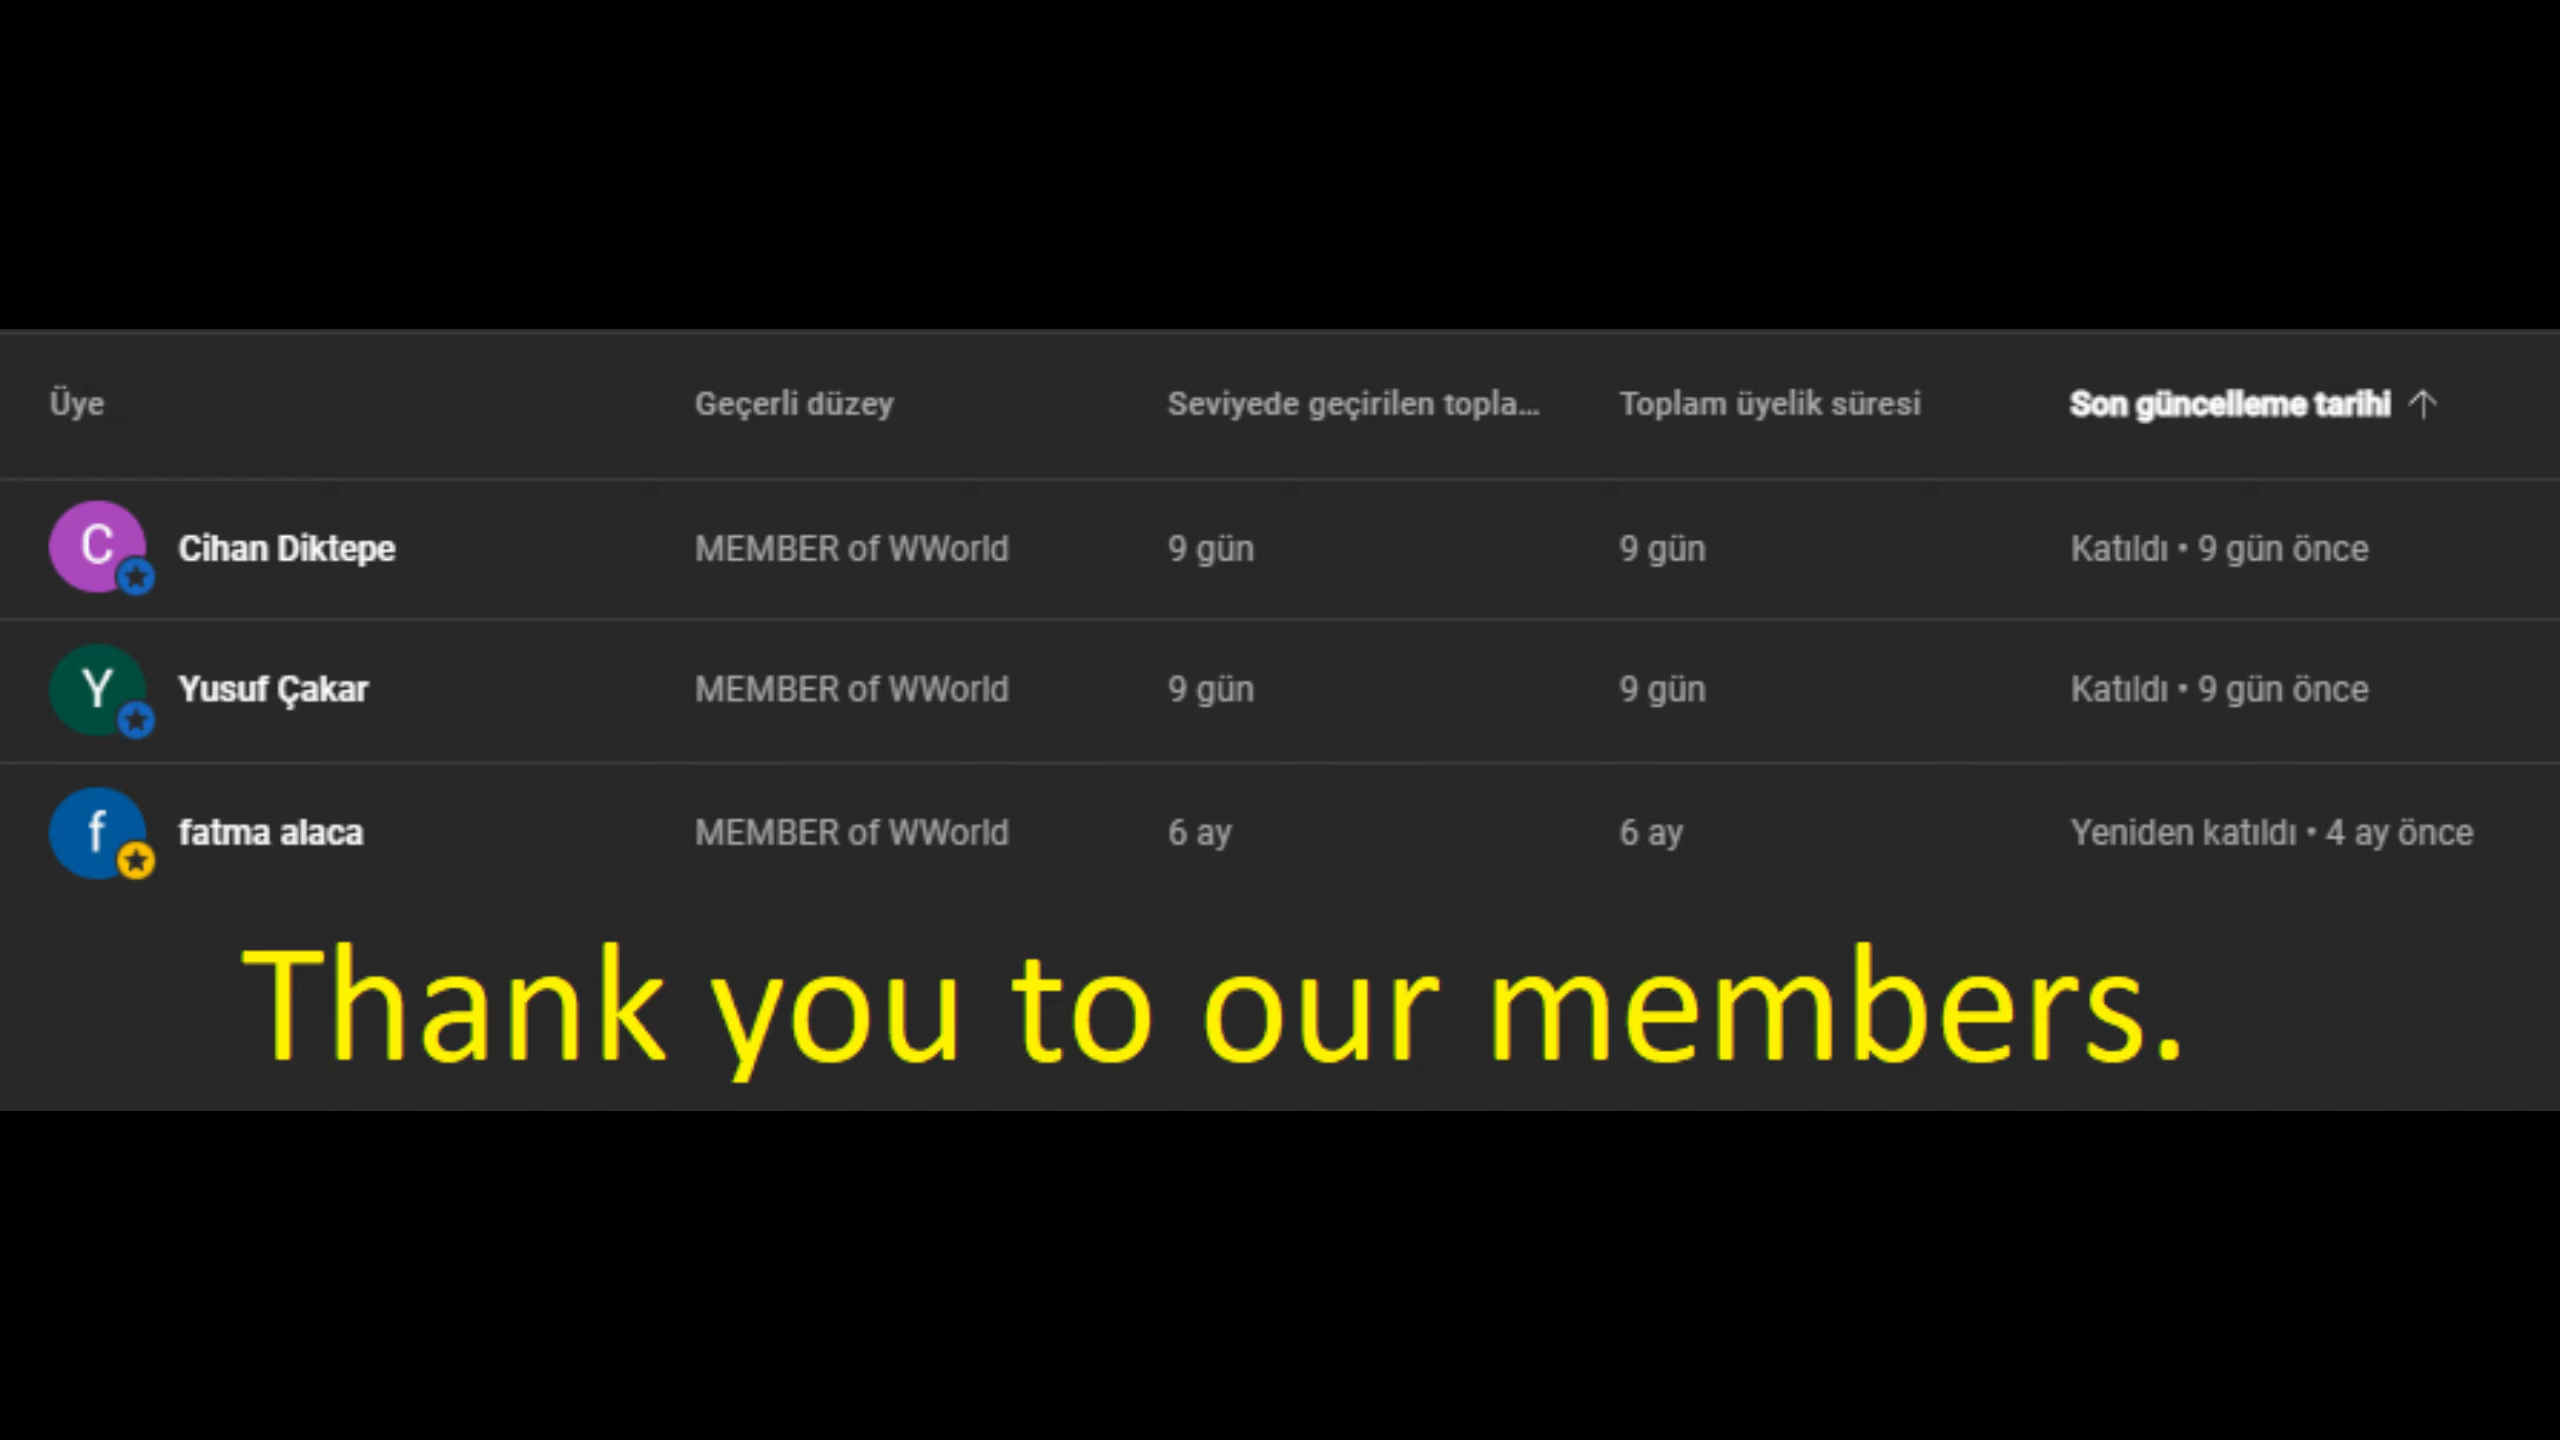 Üye Geçerli düzey Seviyede geçirilen topla... Toplam üyelik süresi Son güncelleme tarihi ↑
C Cihan Diktepe MEMBER of WWorld 9 gün 9 gün Katıldı • 9 gün önce
Y Yusuf Çakar MEMBER of WWorld 9 gün 9 gün Katıldı • 9 gün önce
f fatma alaca MEMBER of WWorld 6 ay 6 ay Yeniden katıldı • 4 ay önce
Thank you to our members.